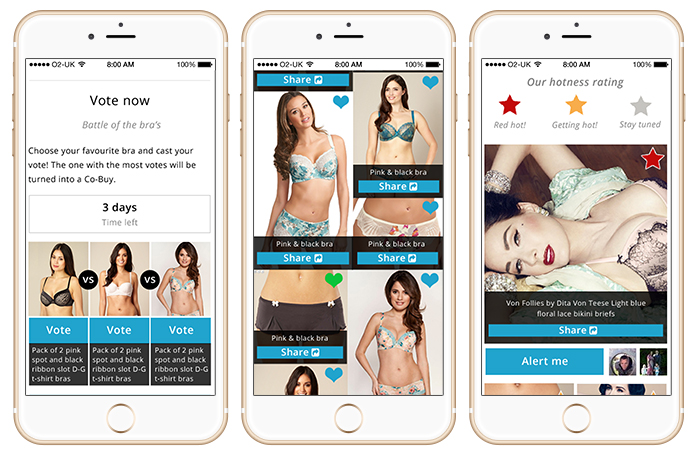 O2-UK 8:00 AM 100%
Vote now
Battle of the bra's
Choose your favourite bra and cast your
vote! The one with the most votes will be
turned into a Co-Buy.
3 days
Time left
VS VS
Vote Vote Vote
Pack of 2 pink Pack of 2 pink Pack of 2 pink
spot and black spot and black spot and black
ribbon slot D-G ribbon slot D-G ribbon slot D-G
t-shirt bras t-shirt bras t-shirt bras
O2-UK 8:00 AM 100%
Share
Pink & black bra
Share
Pink & black bra Pink & black bra
Share Share
Pink & black bra
Share
O2-UK 8:00 AM 100%
Our hotness rating
Red hot! Getting hot! Stay tuned
Von Follies by Dita Von Teese Light blue
floral lace bikini briefs
Share
Alert me